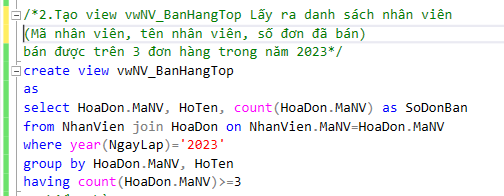 /*2.Tạo view vwNV_BanHangTop Lấy ra danh sách nhân viên
(Mã nhân viên, tên nhân viên, số đơn đã bán)
bán được trên 3 đơn hàng trong năm 2023*/
create view vwNV_BanHangTop
as
select HoaDon.MaNV, HoTen, count(HoaDon.MaNV) as SoDonBan
from NhanVien join HoaDon on NhanVien.MaNV=HoaDon.MaNV
where year(NgayLap)='2023'
group by HoaDon.MaNV, HoTen
having count(HoaDon.MaNV)>=3